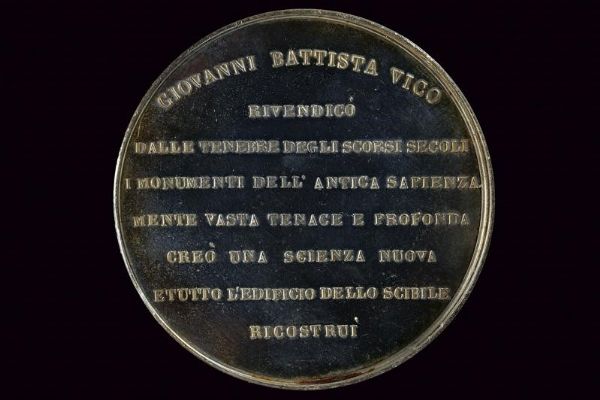 GIOVANNI BATTISTA VICO
RIVENDICÒ
DALLE TENEBRE DEGLI SCORSI SECOLI
I MONUMENTI DELL' ANTICA SAPIENZA
MENTE VASTA TENACE E PROFONDA
CREÒ UNA SCIENZA NUOVA
E TUTTO L'EDIFICIO DELLO SCIBILE
RICOSTRUÌ